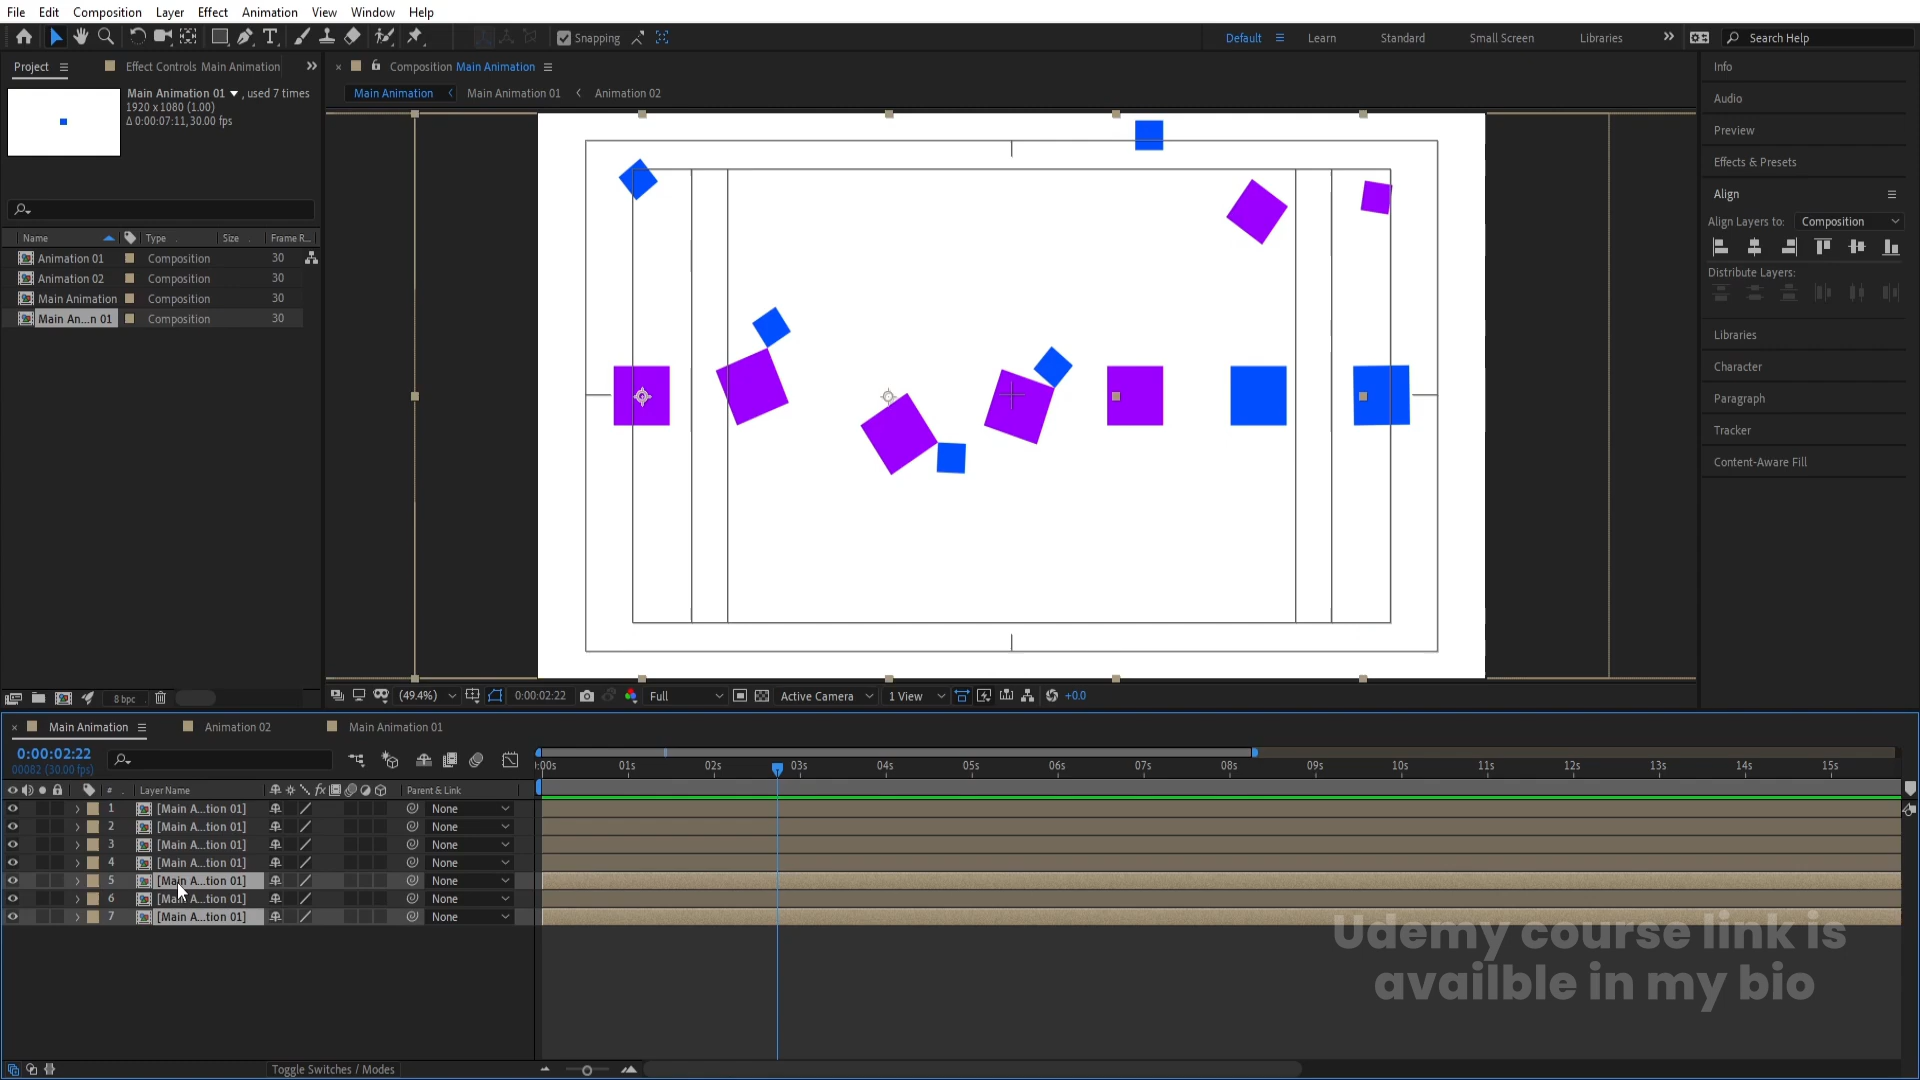 File Edit Composition Layer Effect Animation View Window Help
Snapping Default Learn Standard Small Screen Libraries Search Help
Project Effect Controls Main Animation
Composition Main Animation
Main Animation 01 , used 7 times
1920 x 1080 (1.00)
Δ 0:00:07:11, 30.00 fps
Main Animation Main Animation 01 Animation 02
Name Type Size Frame R...
Animation 01 Composition 30
Animation 02 Composition 30
Main Animation Composition 30
Main An...n 01 Composition 30
Info
Audio
Preview
Effects & Presets
Align
Align Layers to: Composition
Distribute Layers:
Libraries
Character
Paragraph
Tracker
Content-Aware Fill
8 bpc
(49.4%) 0:00:02:22 Full Active Camera 1 View +0.0
Main Animation Animation 02 Main Animation 01
0:00:02:22
00082 (30.00 fps)
:00s 01s 02s 03s 04s 05s 06s 07s 08s 09s 10s 11s 12s 13s 14s 15s
# Layer Name fx Parent & Link
1 [Main A...tion 01] None
2 [Main A...tion 01] None
3 [Main A...tion 01] None
4 [Main A...tion 01] None
5 [Main A...tion 01] None
6 [Main A...tion 01] None
7 [Main A...tion 01] None
Udemy course link is
availble in my bio
Toggle Switches / Modes